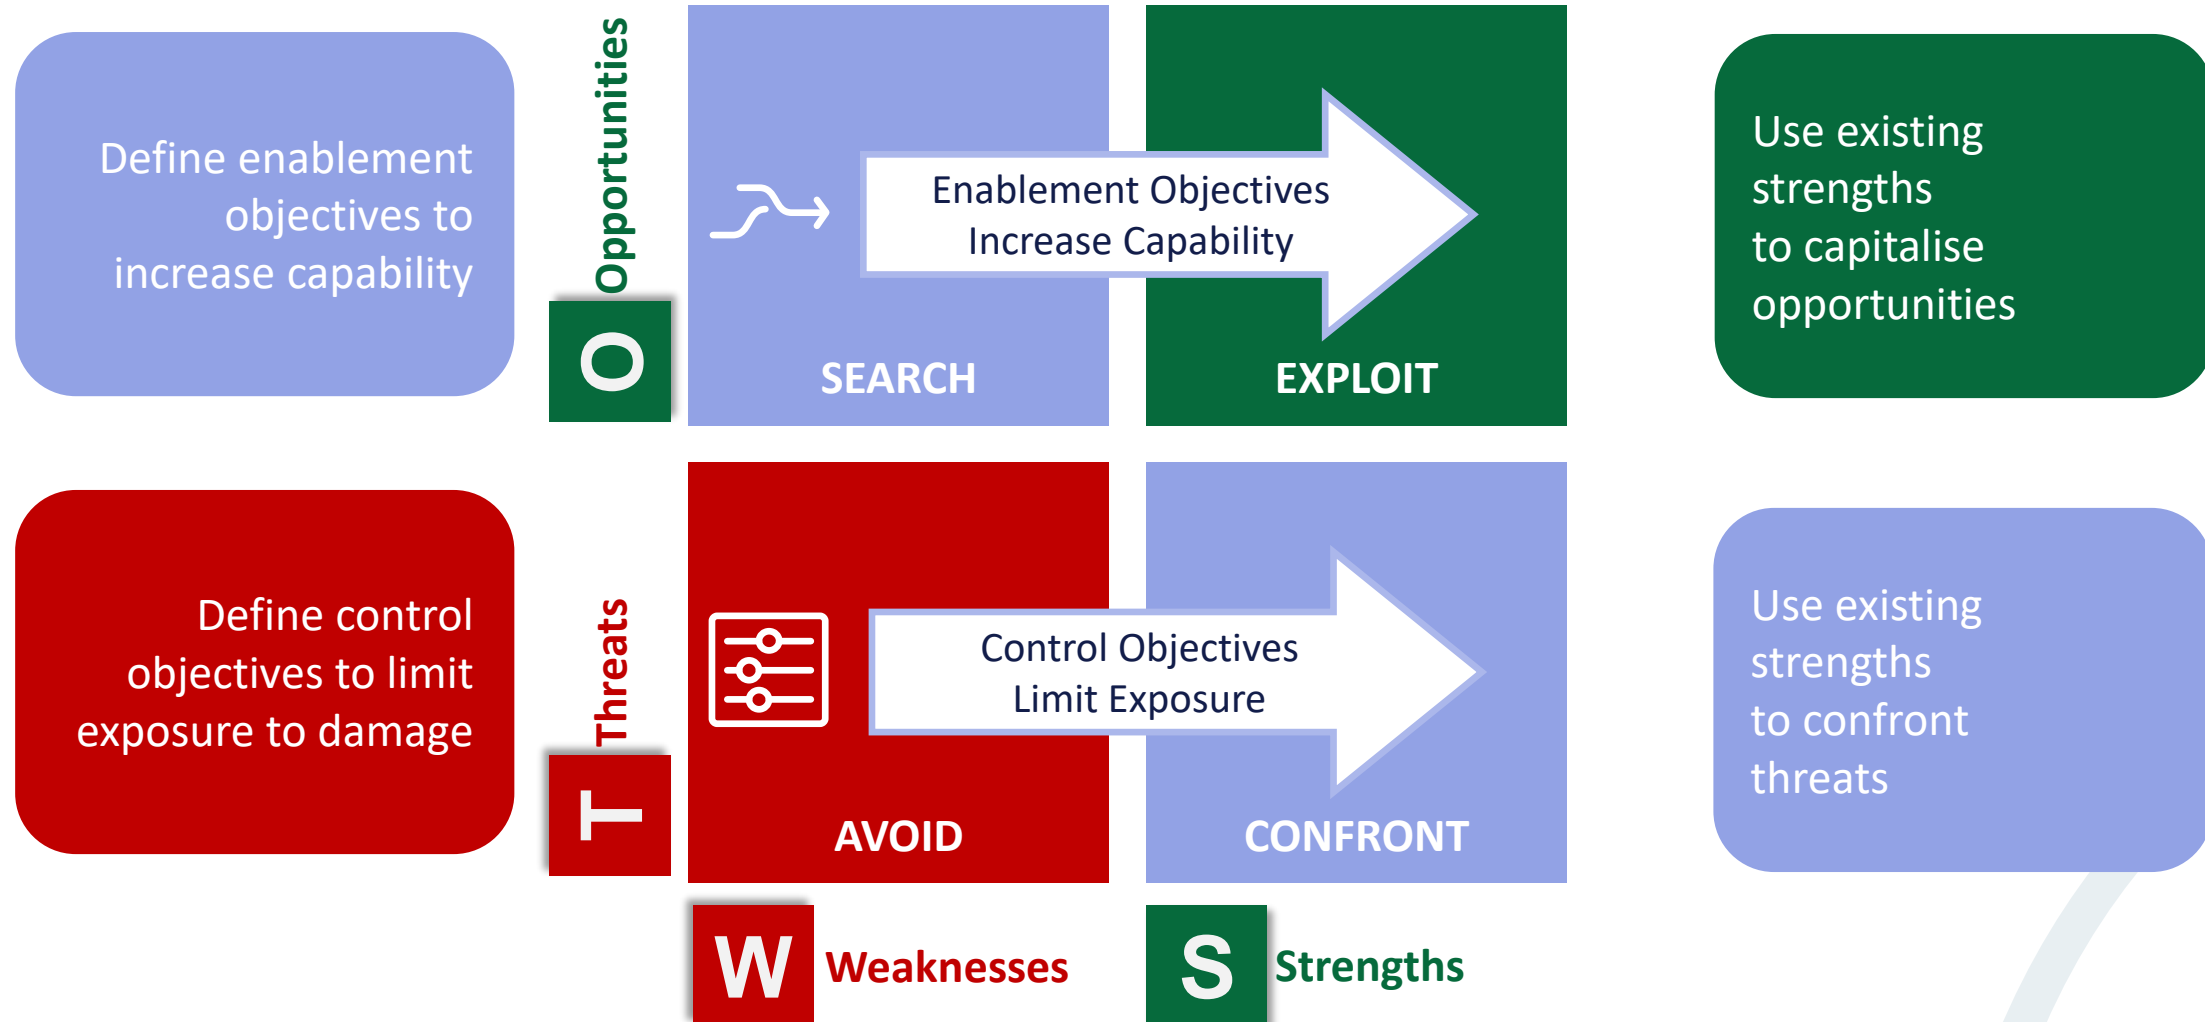 Define enablement
objectives to
increase capability
Opportunities
O
Enablement Objectives
Increase Capability
SEARCH
EXPLOIT
Use existing
strengths
to capitalise
opportunities
Define control
objectives to limit
exposure to damage
Threats
T
Control Objectives
Limit Exposure
AVOID
CONFRONT
Use existing
strengths
to confront
threats
W
Weaknesses
S
Strengths